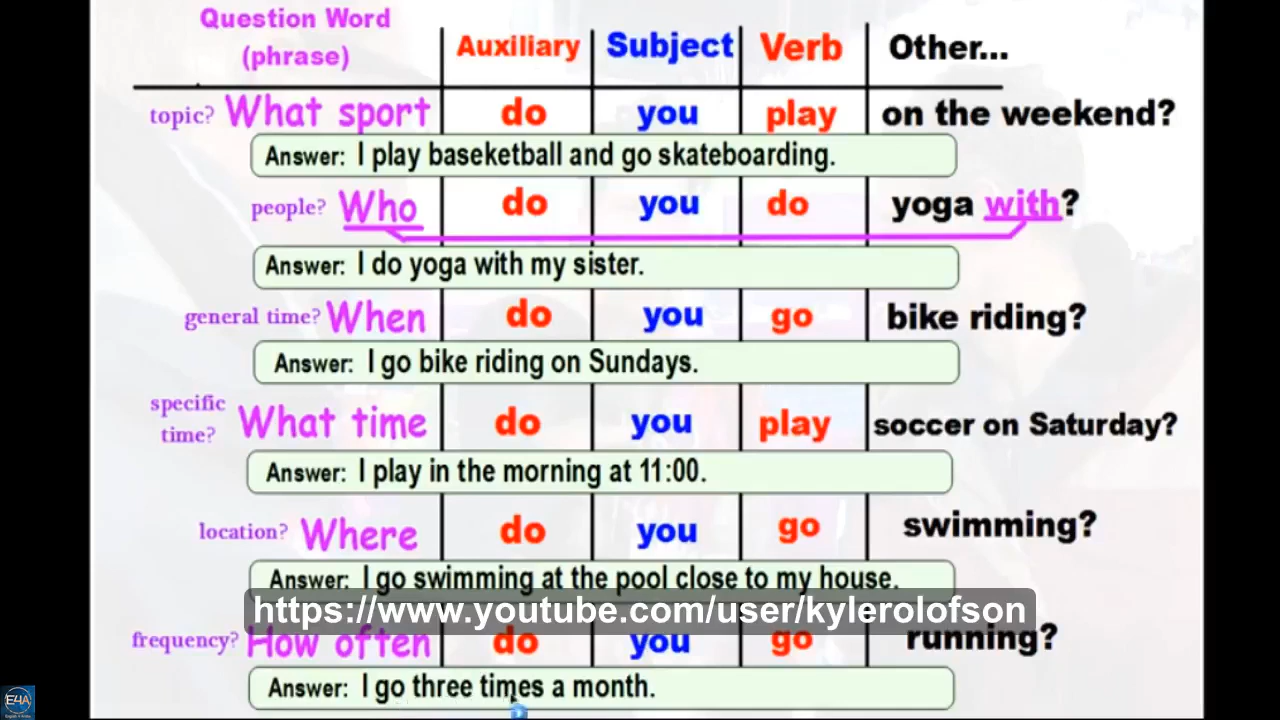 Question Word
(phrase)
Auxiliary Subject Verb Other...
topic? What sport do you play on the weekend?
Answer: I play baseketball and go skateboarding.
people? Who do you do yoga with?
Answer: I do yoga with my sister.
general time? When do you go bike riding?
Answer: I go bike riding on Sundays.
specific
time? What time do you play soccer on Saturday?
Answer: I play in the morning at 11:00.
location? Where do you go swimming?
Answer: I go swimming at the pool close to my house.
https://www.youtube.com/user/kylerolofson
frequency? How often do you go running?
Answer: I go three times a month.
E4A